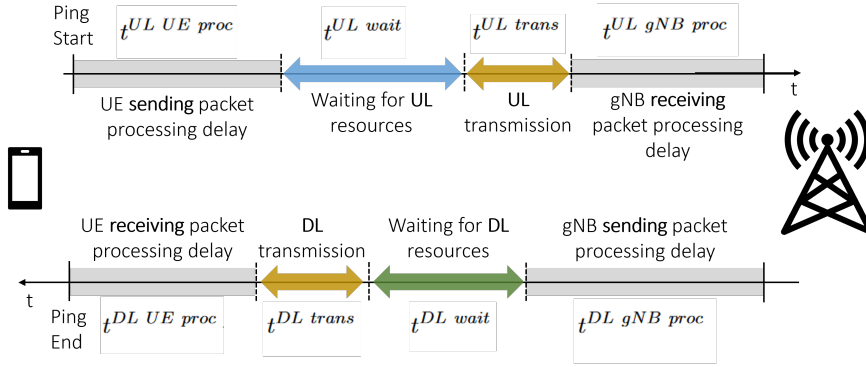 Ping
Start
t^{UL UE proc}
t^{UL wait}
t^{UL trans}
t^{UL gNB proc}
t
UE sending packet
processing delay
Waiting for UL
resources
UL
transmission
gNB receiving
packet processing
delay
UE receiving packet
processing delay
DL
transmission
Waiting for DL
resources
gNB sending packet
processing delay
t
Ping
End
t^{DL UE proc}
t^{DL trans}
t^{DL wait}
t^{DL gNB proc}